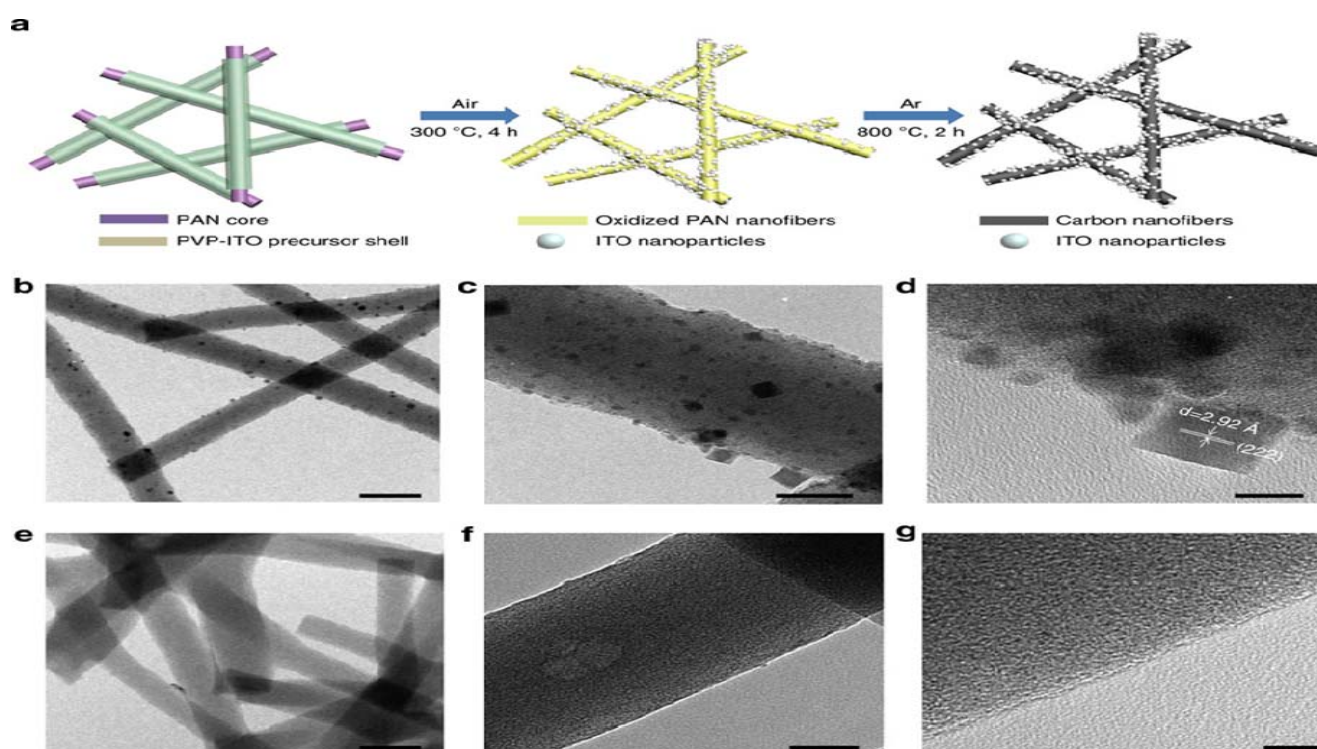 a
Air
300 °C, 4 h
Ar
800 °C, 2 h
PAN core
PVP-ITO precursor shell
Oxidized PAN nanofibers
ITO nanoparticles
Carbon nanofibers
ITO nanoparticles
b
c
d
d=2.92 Å
(222)
e
f
g